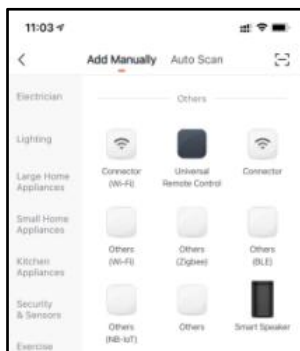 11:03
Add Manually Auto Scan
Electrician
Lighting
Large Home
Appliances
Small Home
Appliances
Kitchen
Appliances
Security
& Sensors
Exercise
Others
Connector
(Wi-Fi)
Universal
Remote Control
Connector
Others
(Wi-Fi)
Others
(Zigbee)
Others
(BLE)
Others
(NB-IoT)
Others
Smart Speaker